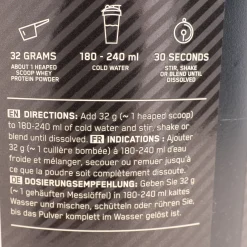 32 GRAMS
ABOUT 1 HEAPED
SCOOP WHEY
PROTEIN POWDER
180 - 240 ml
COLD WATER
30 SECONDS
STIR, SHAKE
OR BLEND UNTIL
DISSOLVED
EN DIRECTIONS: Add 32 g (~ 1 heaped scoop)
to 180-240 ml of cold water and stir, shake or
blend until dissolved. FR INDICATIONS : Ajouter
32 g (~ 1 cuillère bombée) à 180-240 ml d'eau
froide et mélanger, secouer ou remuer jusqu'à
ce que la poudre soit complètement dissoute.
DE DOSIERUNGSEMPFEHLUNG: Geben Sie 32 g
(~ 1 gehäuften Messlöffel) in 180-240 ml kaltes
Wasser und mischen, schütteln oder rühren Sie,
bis das Pulver komplett im Wasser gelöst ist.